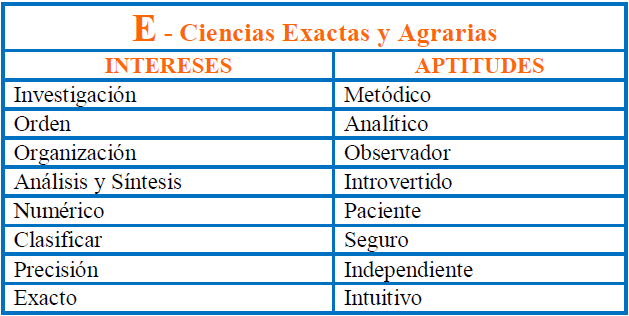 E - Ciencias Exactas y Agrarias
INTERESES APTITUDES
Investigación Metódico
Orden Analítico
Organización Observador
Análisis y Síntesis Introvertido
Numérico Paciente
Clasificar Seguro
Precisión Independiente
Exacto Intuitivo